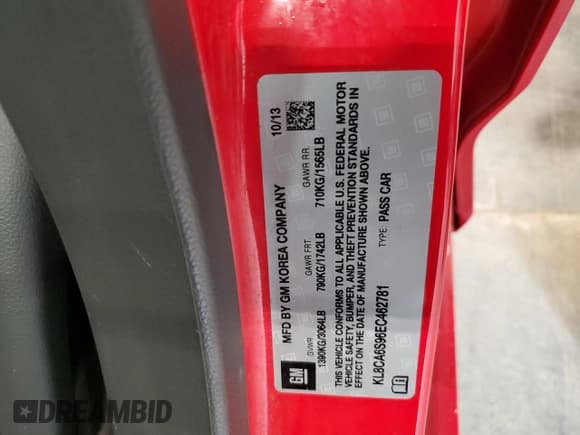 MFD BY GM KOREA COMPANY 10/13
GVWR GAWR FRT GAWR RR
1390KG/3064LB 790KG/1742LB 710KG/1565LB
THIS VEHICLE CONFORMS TO ALL APPLICABLE U.S. FEDERAL MOTOR
VEHICLE SAFETY, BUMPER, AND THEFT PREVENTION STANDARDS IN
EFFECT ON THE DATE OF MANUFACTURE SHOWN ABOVE.
KL8CA6S96EC462781 TYPE: PASS CAR
GM
DREAMBID